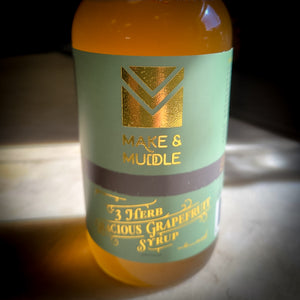 MAKE &
MUDDLE
3 HERB
GRAPEFRUIT
SYRUP